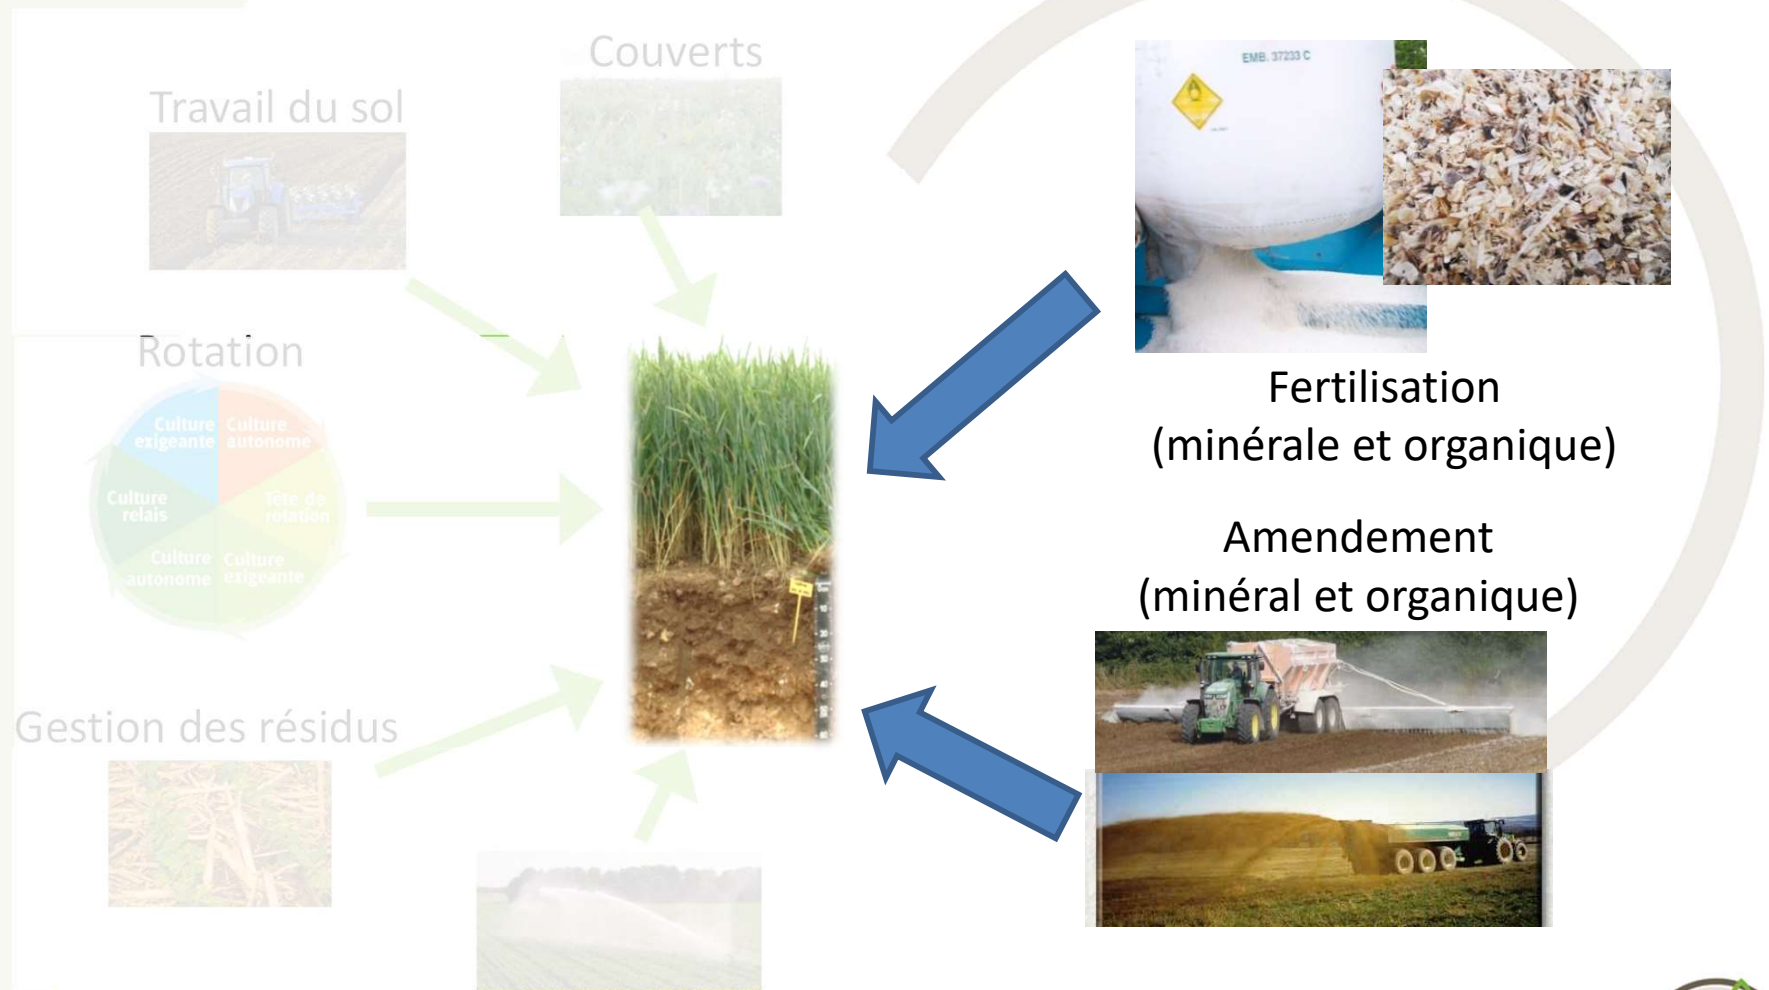 Couverts
Travail du sol
EMB. 37233 C
Rotation
Culture exigeante
Culture autonome
Culture relais
Tête de rotation
Culture autonome
Culture exigeante
Fertilisation
(minérale et organique)
Amendement
(minéral et organique)
Gestion des résidus